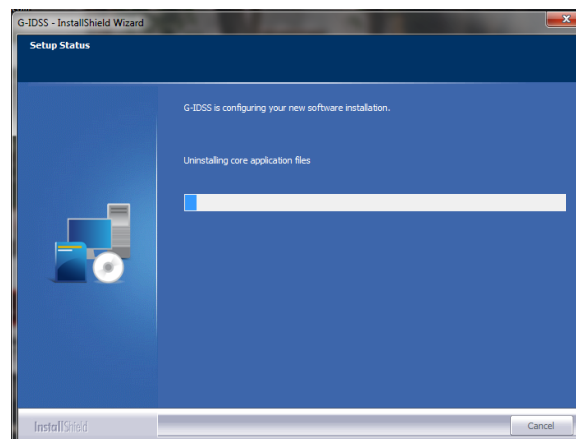 G-IDSS - InstallShield Wizard
Setup Status
G-IDSS is configuring your new software installation.
Uninstalling core application files
InstallShield
Cancel